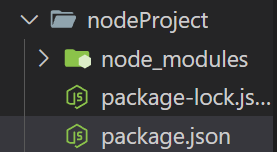 nodeProject
node_modules
package-lock.js...
package.json